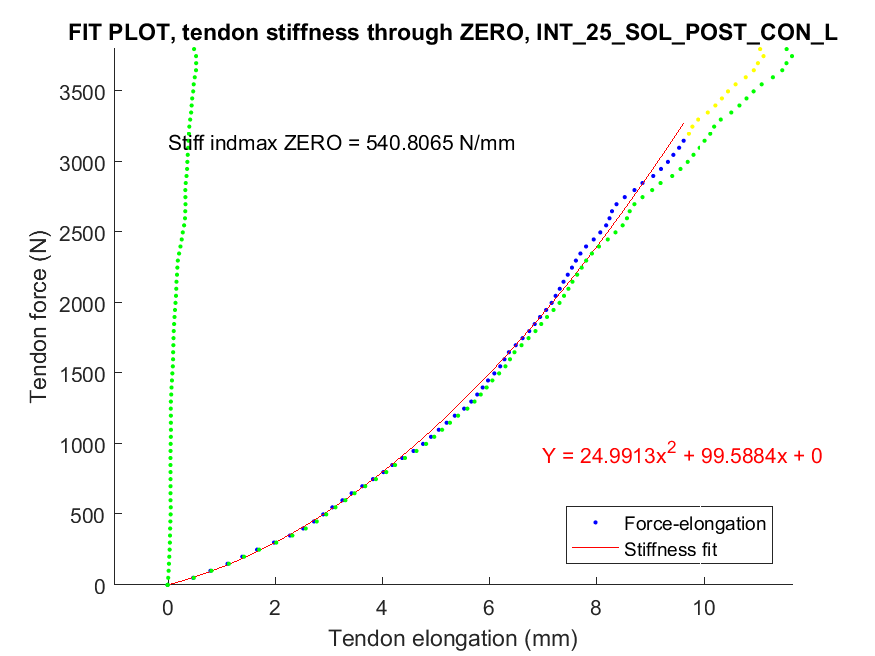 FIT PLOT, tendon stiffness through ZERO, INT_25_SOL_POST_CON_L
3500
Stiff indmax ZERO = 540.8065 N/mm
3000
2500
Tendon force (N)
2000
1500
1000
Y = 24.9913x² + 99.5884x + 0
500
Force-elongation
Stiffness fit
0
0 2 4 6 8 10
Tendon elongation (mm)